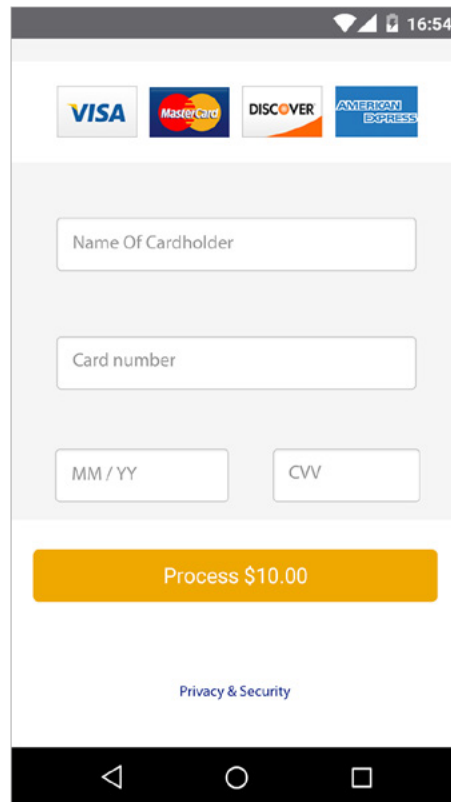 16:54
VISA MasterCard DISCOVER AMERICAN EXPRESS
Name Of Cardholder
Card number
MM / YY CVV
Process $10.00
Privacy & Security